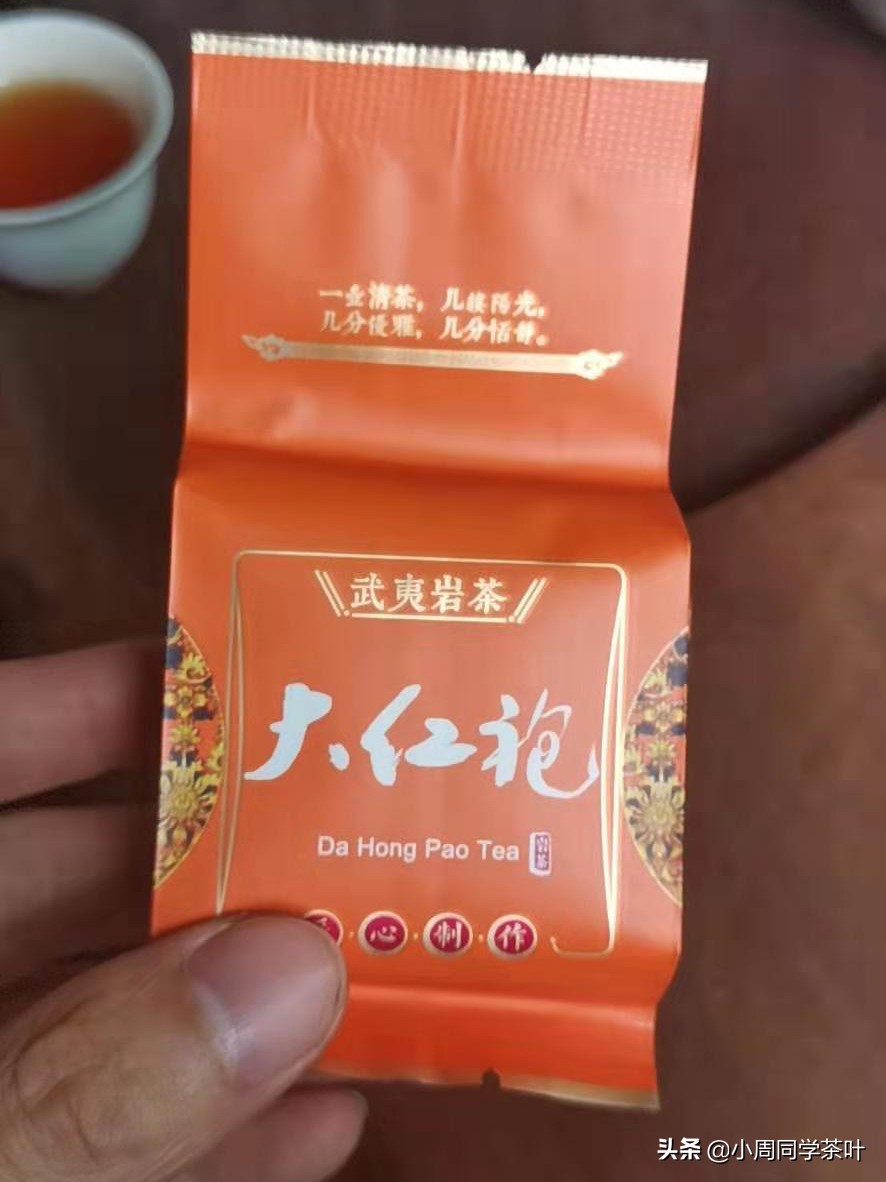 一壶清茶，几缕陽光，
几分優雅，几分恬静。
武夷岩茶
大红袍
Da Hong Pao Tea
岩茶
心·制·作
头条 @小周同学茶叶